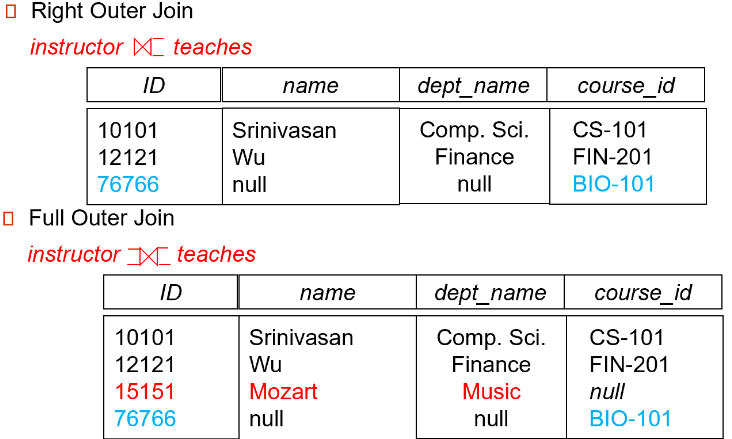 Right Outer Join
instructor ⟖ teaches
ID name dept_name course_id
10101 Srinivasan Comp. Sci. CS-101
12121 Wu Finance FIN-201
76766 null null BIO-101
Full Outer Join
instructor ⟗ teaches
ID name dept_name course_id
10101 Srinivasan Comp. Sci. CS-101
12121 Wu Finance FIN-201
15151 Mozart Music null
76766 null null BIO-101